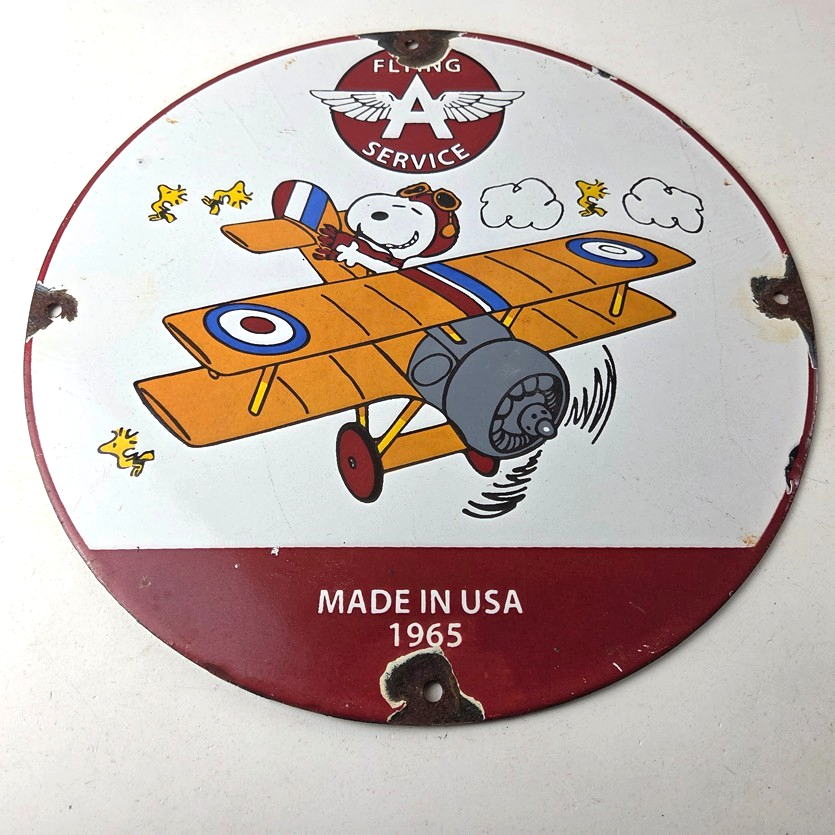 FLYING
A
SERVICE
MADE IN USA
1965